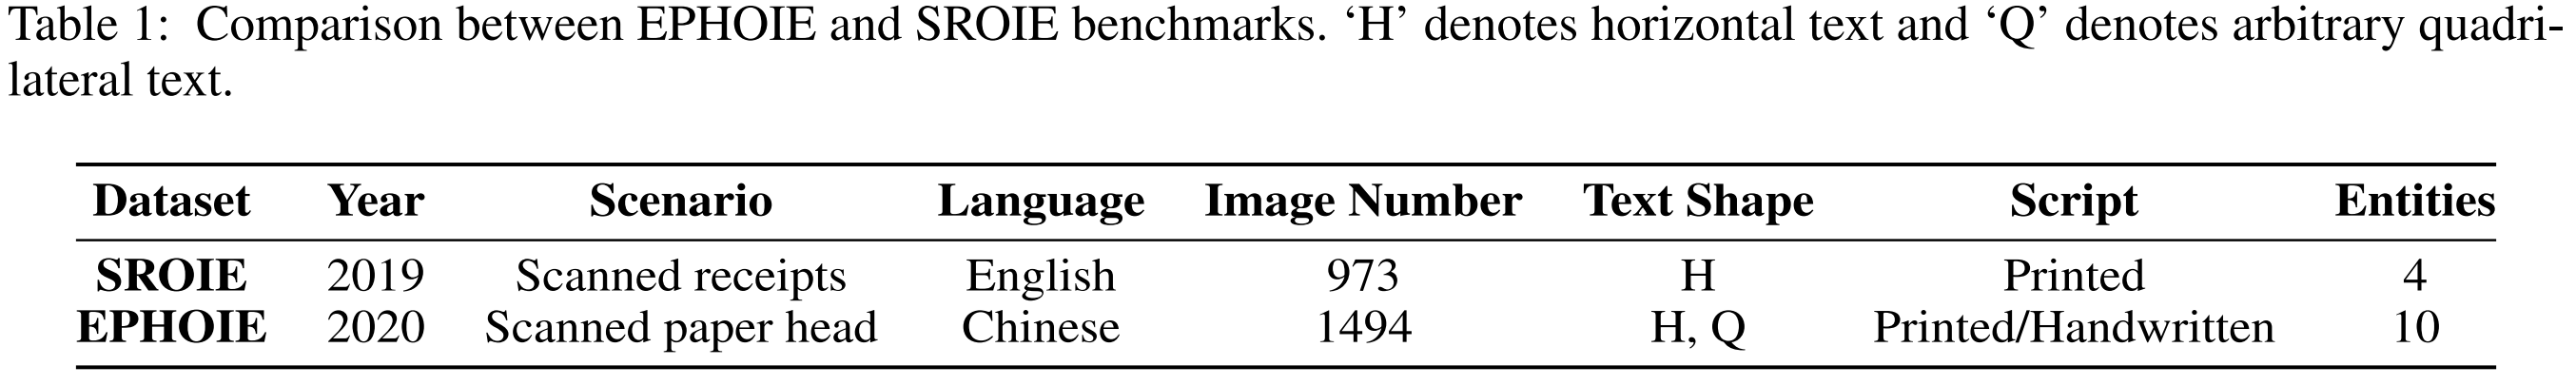 Table 1: Comparison between EPHOIE and SROIE benchmarks. ‘H’ denotes horizontal text and ‘Q’ denotes arbitrary quadri-
lateral text.
Dataset Year Scenario Language Image Number Text Shape Script Entities
SROIE 2019 Scanned receipts English 973 H Printed 4
EPHOIE 2020 Scanned paper head Chinese 1494 H, Q Printed/Handwritten 10